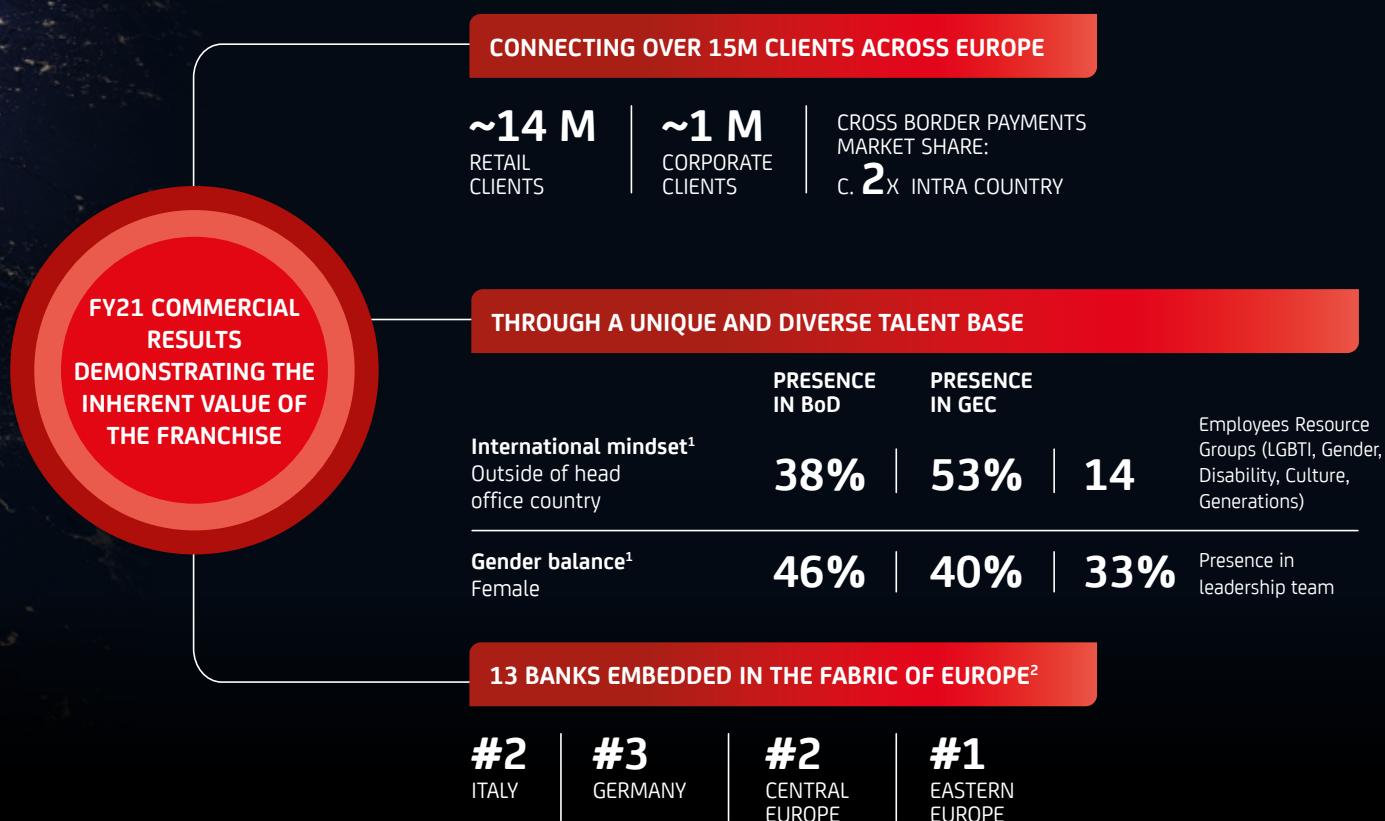 CONNECTING OVER 15M CLIENTS ACROSS EUROPE
~14 M
RETAIL
CLIENTS
~1 M
CORPORATE
CLIENTS
CROSS BORDER PAYMENTS
MARKET SHARE:
C. 2X INTRA COUNTRY
FY21 COMMERCIAL
RESULTS
DEMONSTRATING THE
INHERENT VALUE OF
THE FRANCHISE
THROUGH A UNIQUE AND DIVERSE TALENT BASE
PRESENCE
IN BoD
PRESENCE
IN GEC
International mindset¹
Outside of head
office country
38%
53%
14
Employees Resource
Groups (LGBTI, Gender,
Disability, Culture,
Generations)
Gender balance¹
Female
46%
40%
33%
Presence in
leadership team
13 BANKS EMBEDDED IN THE FABRIC OF EUROPE²
#2
ITALY
#3
GERMANY
#2
CENTRAL
EUROPE
#1
EASTERN
EUROPE